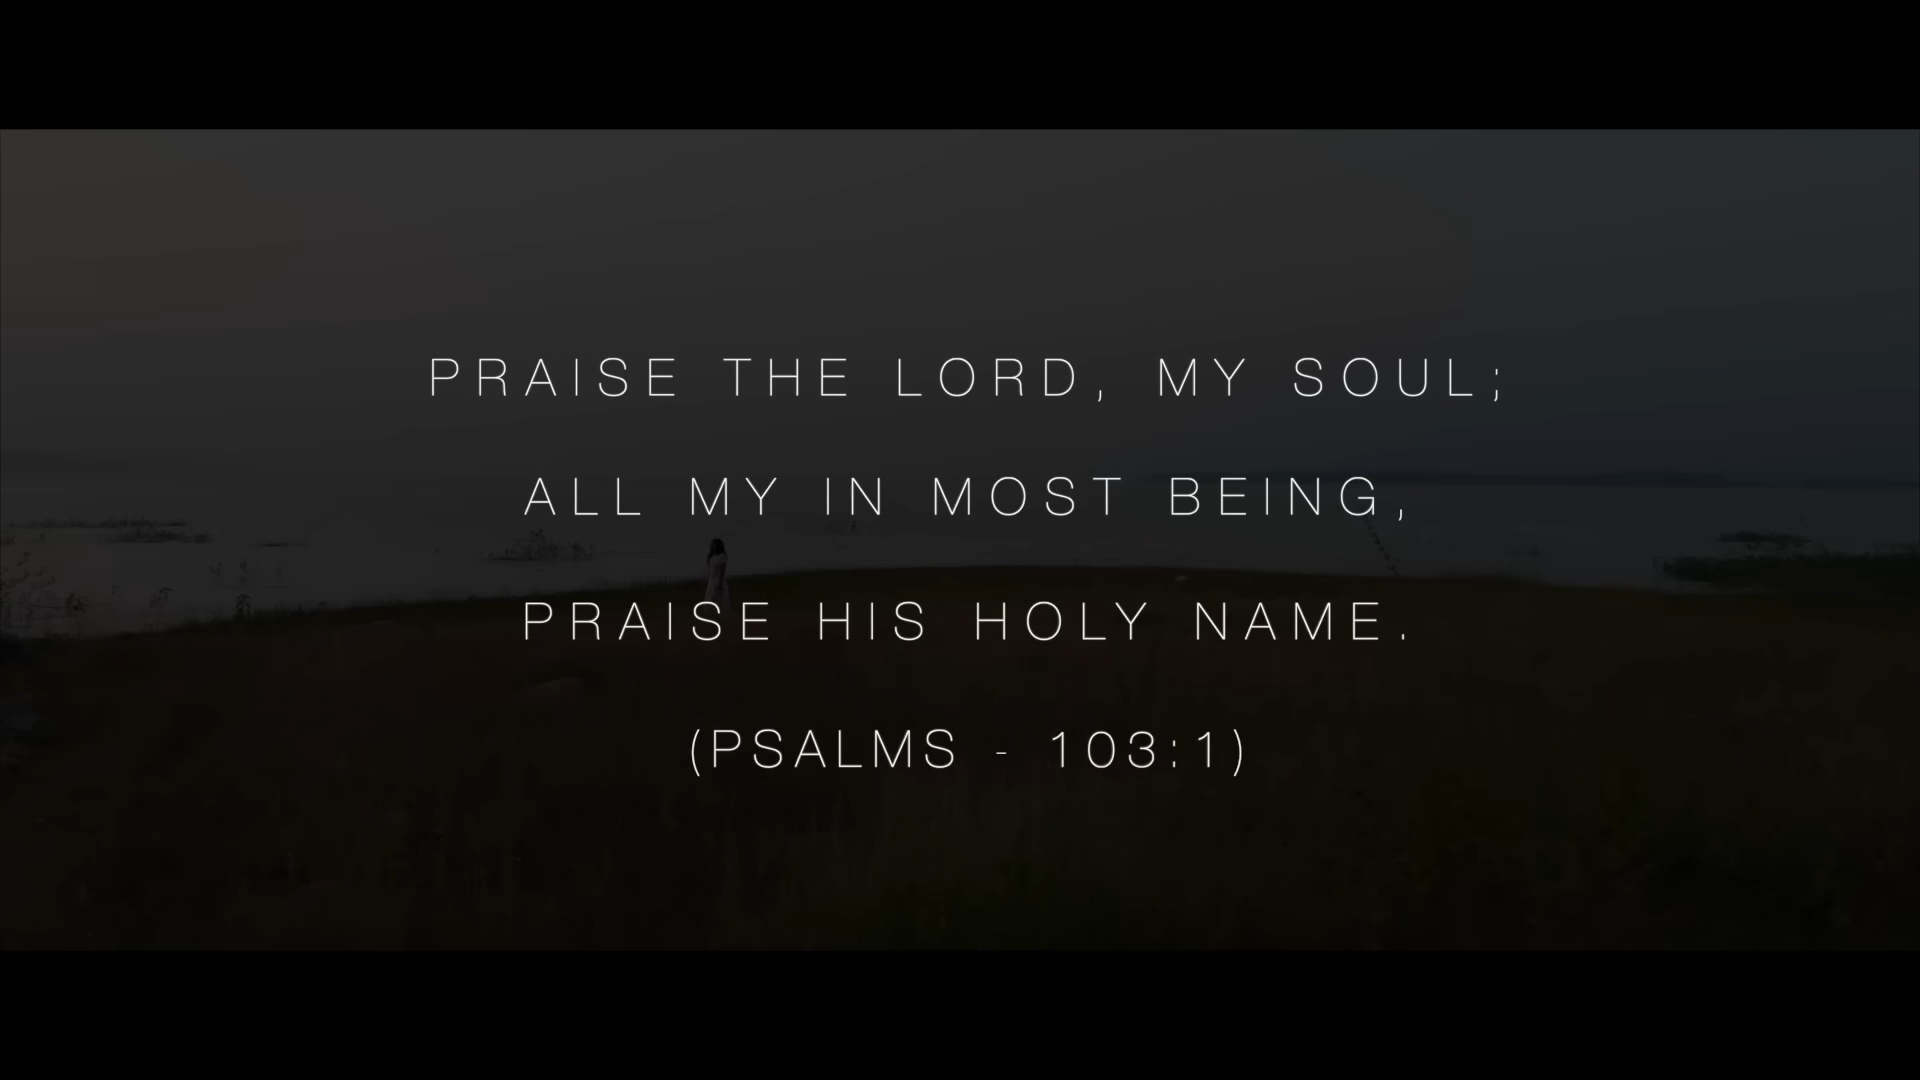 PRAISE THE LORD, MY SOUL;
ALL MY IN MOST BEING,
PRAISE HIS HOLY NAME.
(PSALMS - 103:1)